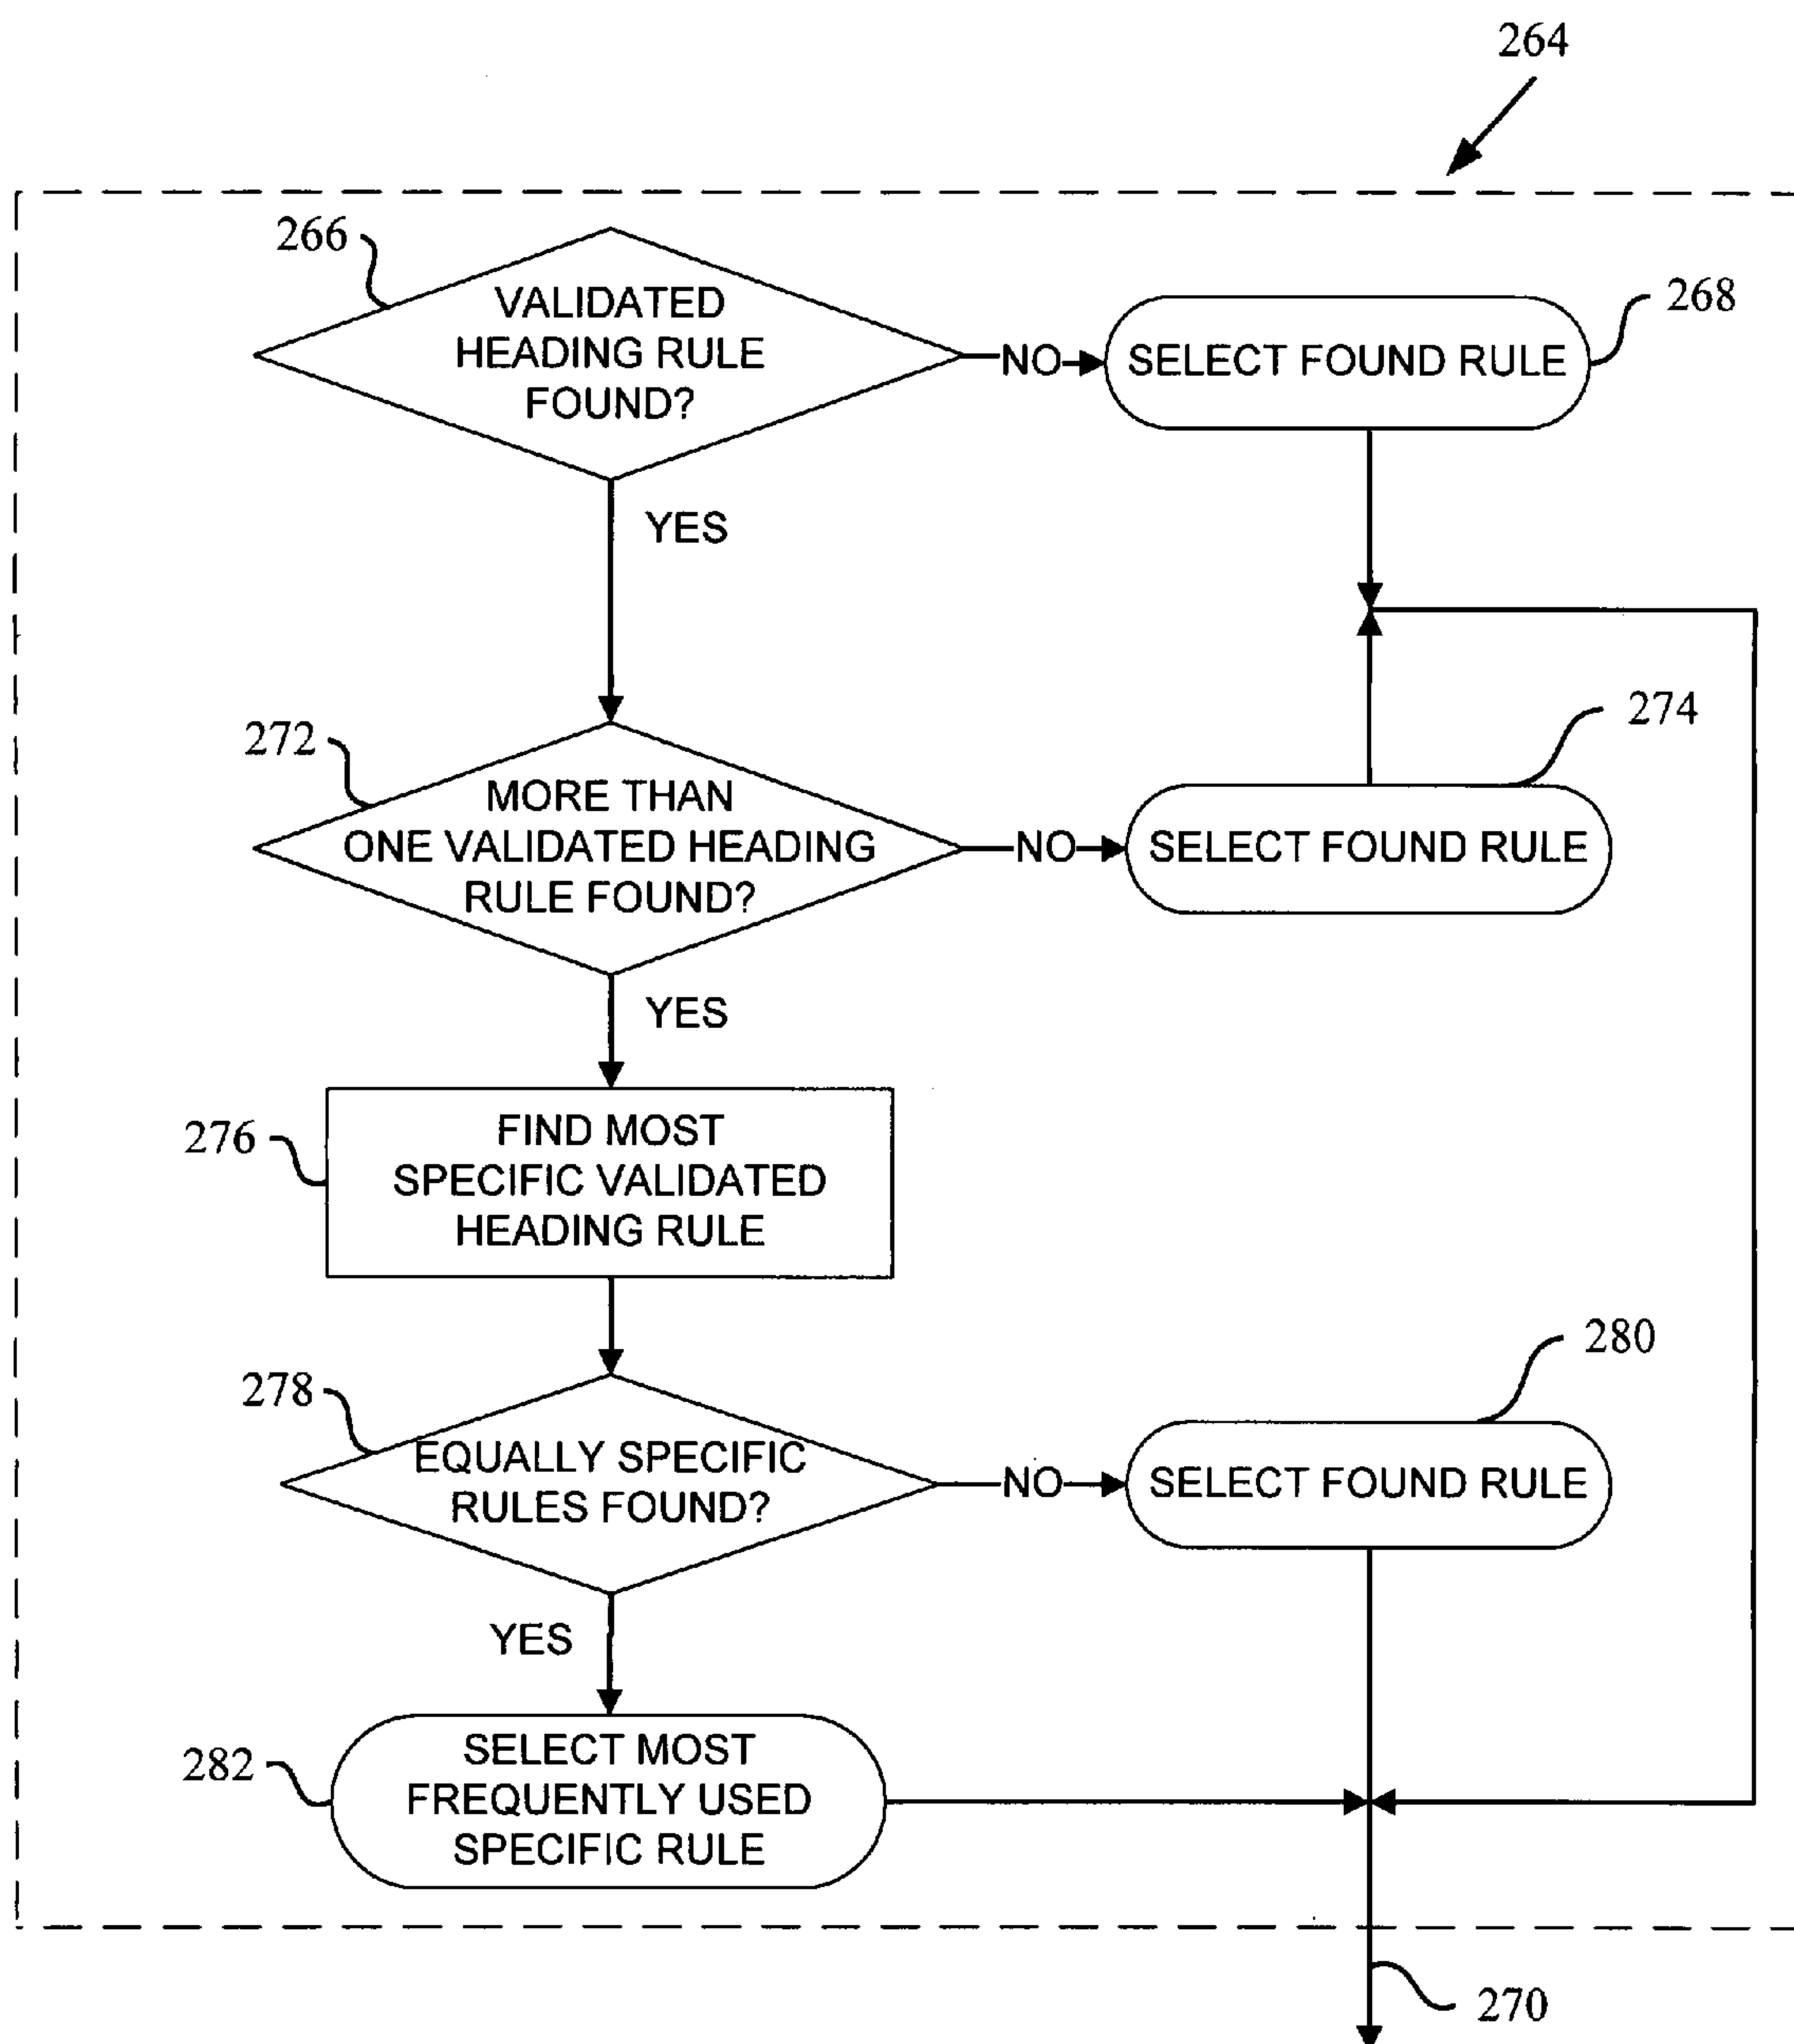 264
266
VALIDATED
HEADING RULE
FOUND?
NO
SELECT FOUND RULE
268
YES
272
MORE THAN
ONE VALIDATED HEADING
RULE FOUND?
NO
SELECT FOUND RULE
274
YES
276
FIND MOST
SPECIFIC VALIDATED
HEADING RULE
278
EQUALLY SPECIFIC
RULES FOUND?
NO
SELECT FOUND RULE
280
YES
282
SELECT MOST
FREQUENTLY USED
SPECIFIC RULE
270